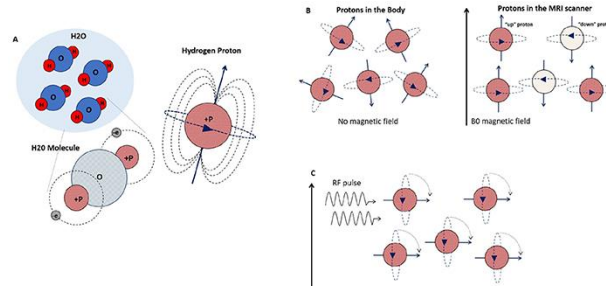 A
H2O
H
H
O
H
H
O
H
H
O
H
H
O
H20 Molecule
+P
O
+P
e
e
Hydrogen Proton
+P
B
Protons in the Body
No magnetic field
Protons in the MRI scanner
"up" proton
"down" prot
B0 magnetic field
C
RF pulse